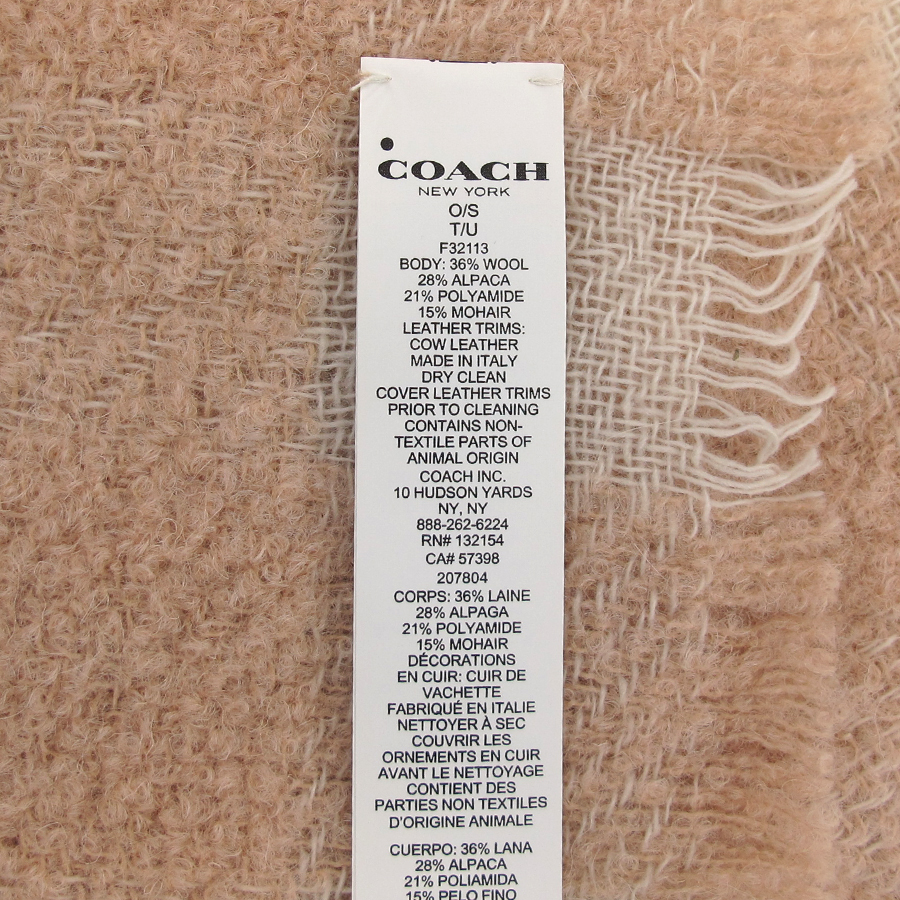 COACH
NEW YORK
O/S
T/U
F32113
BODY: 36% WOOL
28% ALPACA
21% POLYAMIDE
15% MOHAIR
LEATHER TRIMS:
COW LEATHER
MADE IN ITALY
DRY CLEAN
COVER LEATHER TRIMS
PRIOR TO CLEANING
CONTAINS NON-
TEXTILE PARTS OF
ANIMAL ORIGIN
COACH INC.
10 HUDSON YARDS
NY, NY
888-262-6224
RN# 132154
CA# 57398
207804
CORPS: 36% LAINE
28% ALPAGA
21% POLYAMIDE
15% MOHAIR
DÉCORATIONS
EN CUIR: CUIR DE
VACHETTE
FABRIQUÉ EN ITALIE
NETTOYER À SEC
COUVRIR LES
ORNEMENTS EN CUIR
AVANT LE NETTOYAGE
CONTIENT DES
PARTIES NON TEXTILES
D'ORIGINE ANIMALE
CUERPO: 36% LANA
28% ALPACA
21% POLIAMIDA
15% PELO FINO